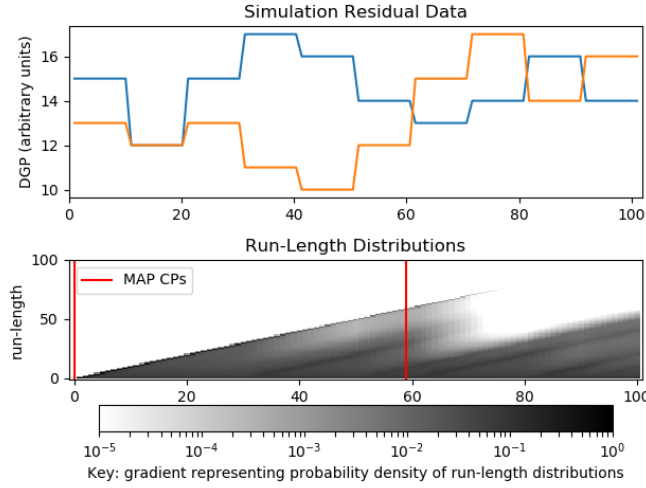 Simulation Residual Data
DGP (arbitrary units)
16
14
12
10
0 20 40 60 80 100
Run-Length Distributions
run-length
100
50
0
MAP CPs
0 20 40 60 80 100
10⁻⁵ 10⁻⁴ 10⁻³ 10⁻² 10⁻¹ 10⁰
Key: gradient representing probability density of run-length distributions